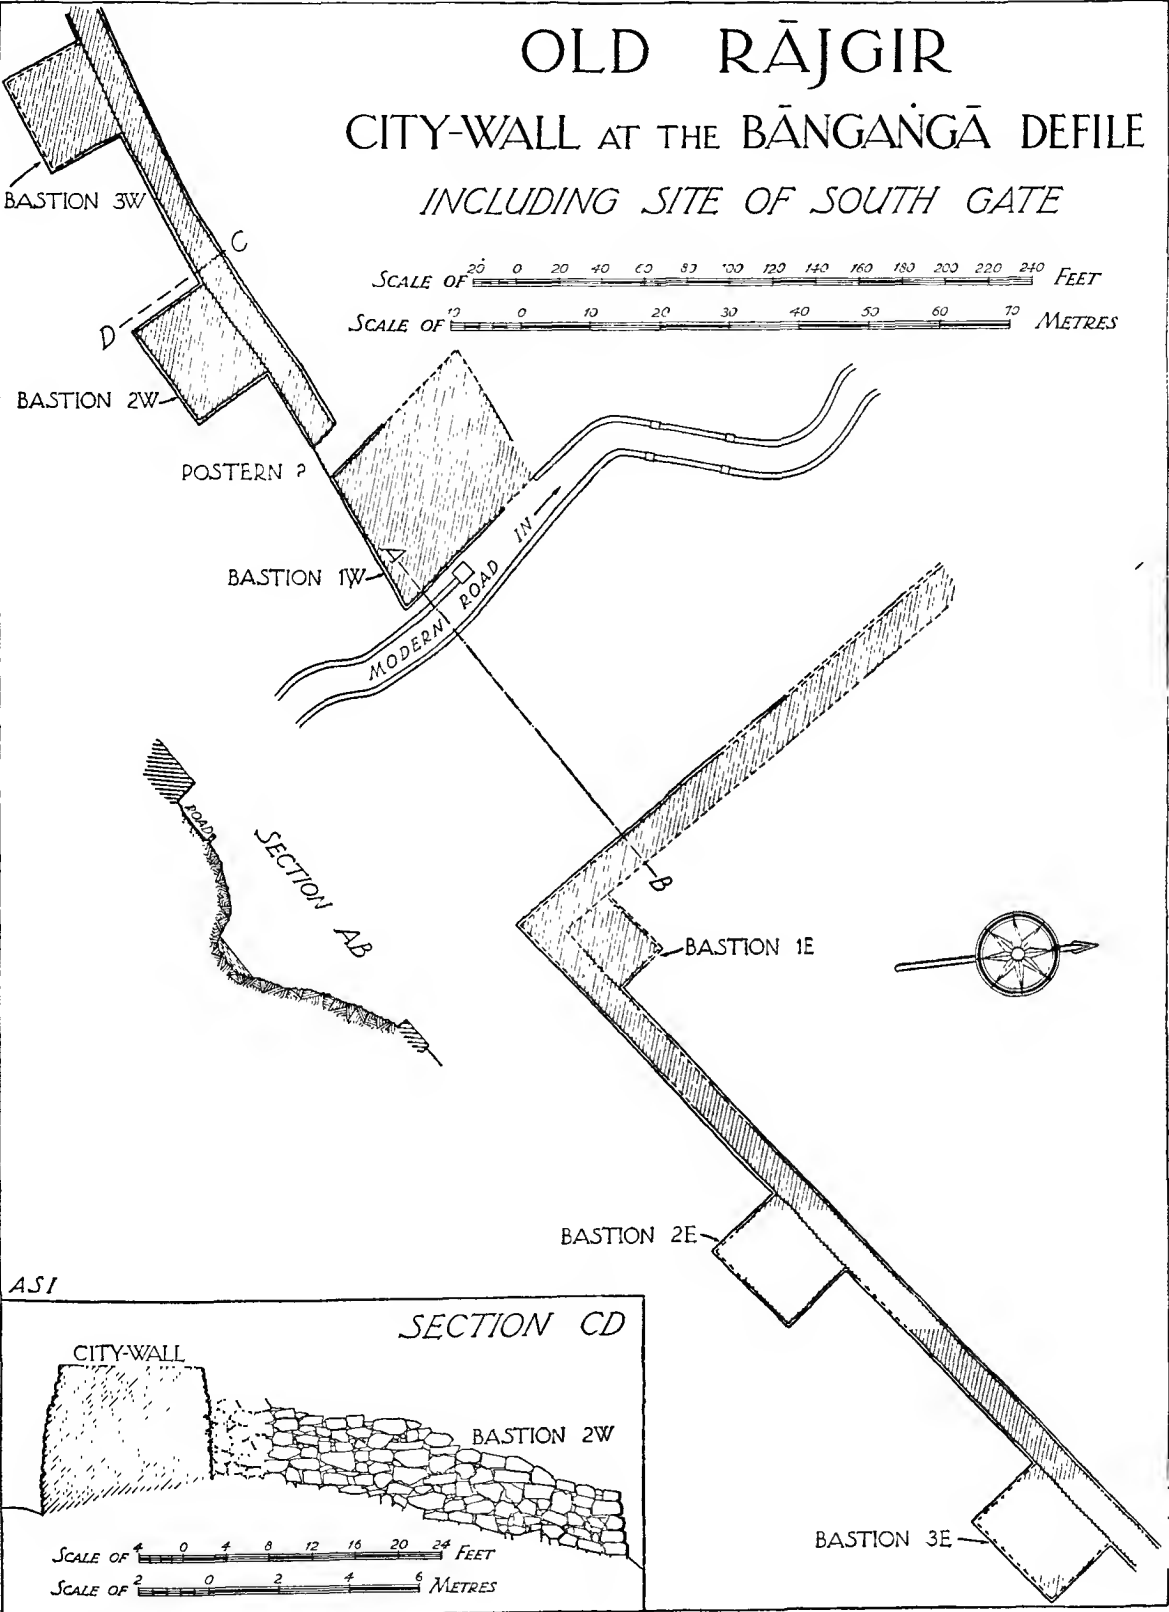 OLD RĀJGIR
CITY-WALL AT THE BĀNGAṄGĀ DEFILE
INCLUDING SITE OF SOUTH GATE
SCALE OF 20 0 20 40 60 80 100 120 140 160 180 200 220 240 FEET
SCALE OF 10 0 10 20 30 40 50 60 70 METRES
BASTION 3W
C
D
BASTION 2W
POSTERN ?
A
BASTION 1W
MODERN ROAD IN
ROAD
SECTION AB
B
BASTION 1E
BASTION 2E
BASTION 3E
ASI
SECTION CD
CITY-WALL
BASTION 2W
SCALE OF 4 0 4 8 12 16 20 24 FEET
SCALE OF 2 0 2 4 6 METRES